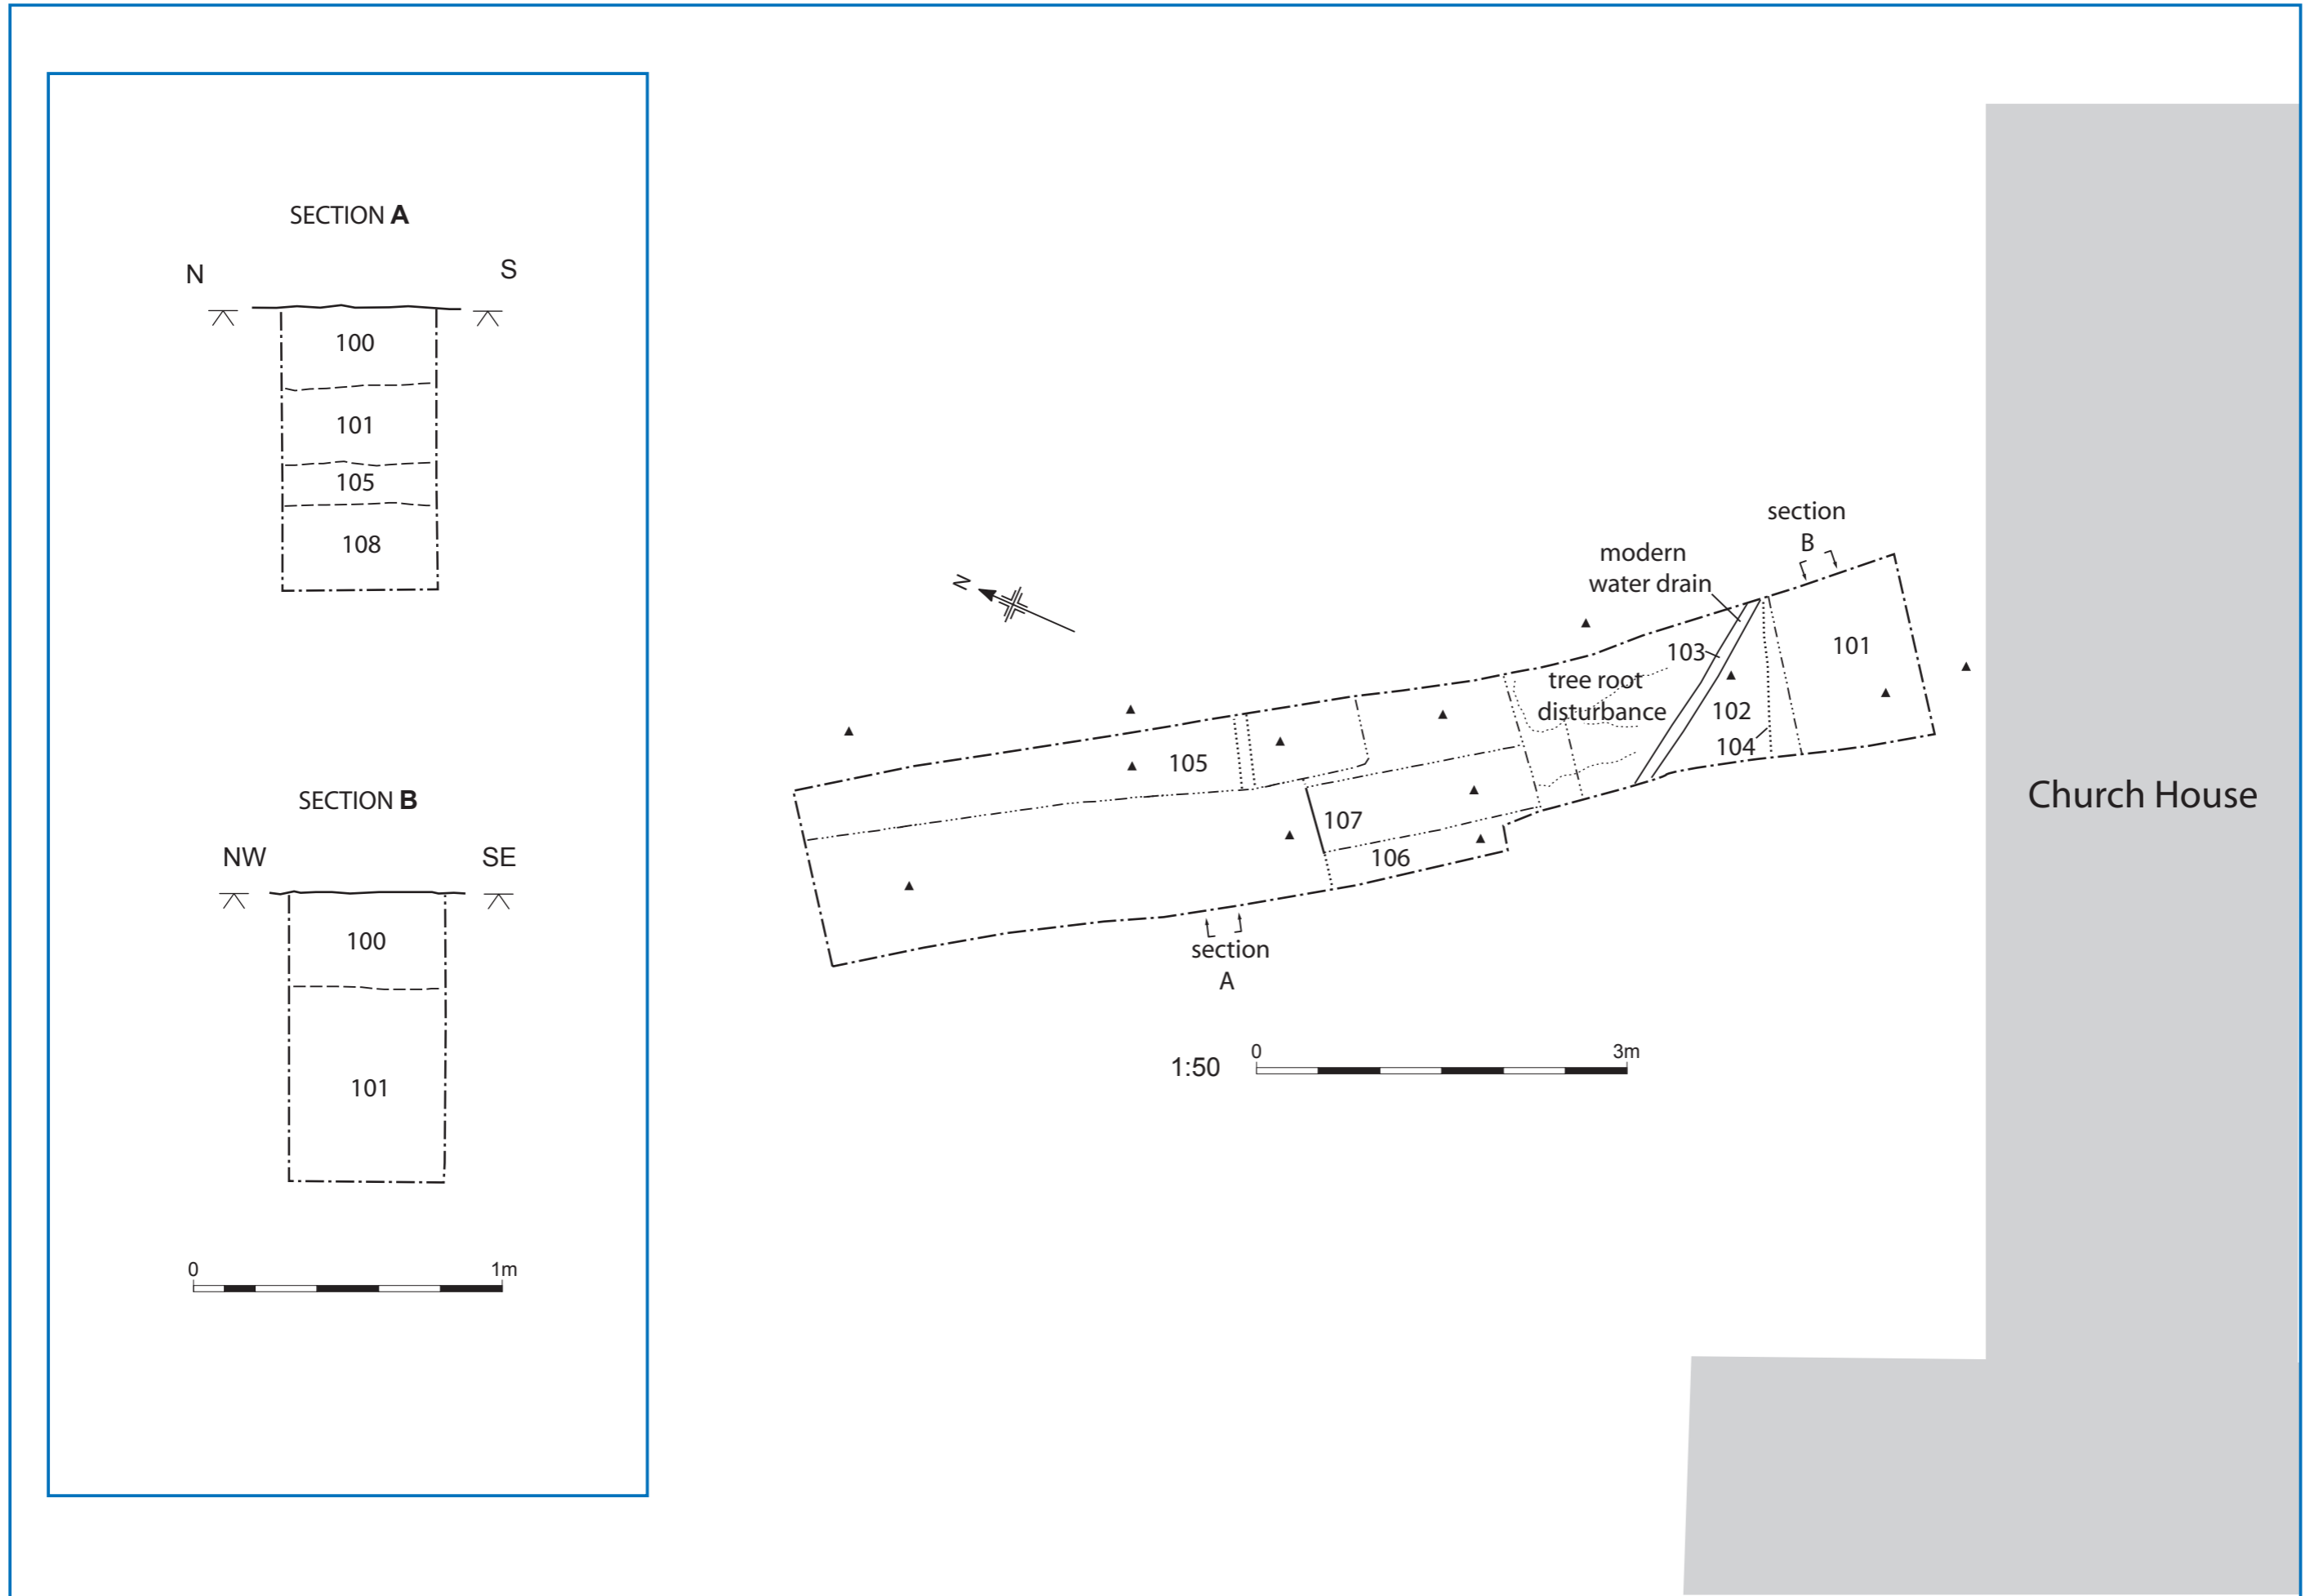 SECTION A
N
S
100
101
105
108
SECTION B
NW
SE
100
101
0
1m
N
section
B
modern
water drain
103
101
tree root
disturbance
102
104
105
107
106
section
A
1:50
0
3m
Church House